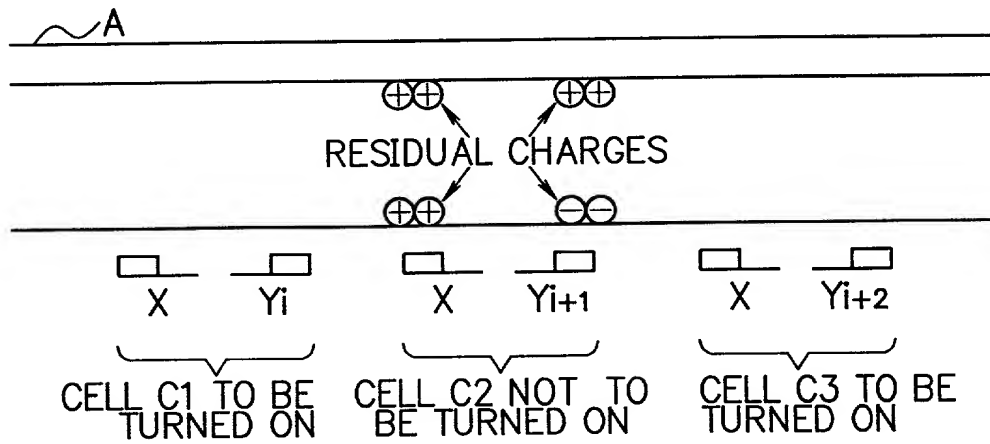 A
⊕⊕ ⊕⊕
RESIDUAL CHARGES
⊕⊕ ⊖⊖
X Yi X Yi+1 X Yi+2
CELL C1 TO BE TURNED ON
CELL C2 NOT TO BE TURNED ON
CELL C3 TO BE TURNED ON